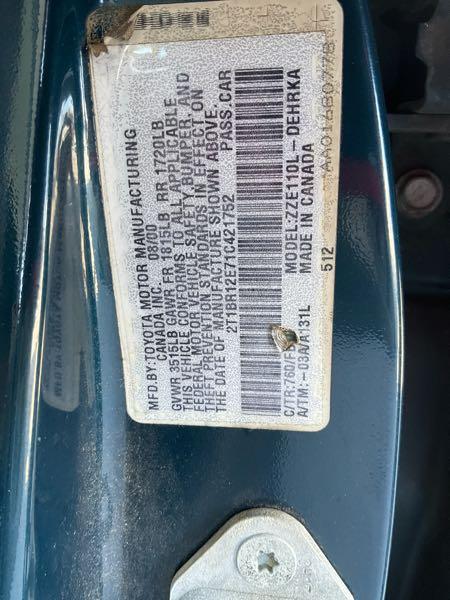 MFD.BY:TOYOTA MOTOR MANUFACTURING
CANADA INC. 08/00
GVWR 3515LB GAWR FR 1815LB RR 1720LB
THIS VEHICLE CONFORMS TO ALL APPLICABLE
FEDERAL MOTOR VEHICLE SAFETY, BUMPER, AND
THEFT PREVENTION STANDARDS IN EFFECT ON
THE DATE OF MANUFACTURE SHOWN ABOVE.
2T1BR12E71C421752 PASS.CAR
C/TR:760/F MODEL:ZZE110L-DEHRKA
A/TM:-03A/A131L MADE IN CANADA
512